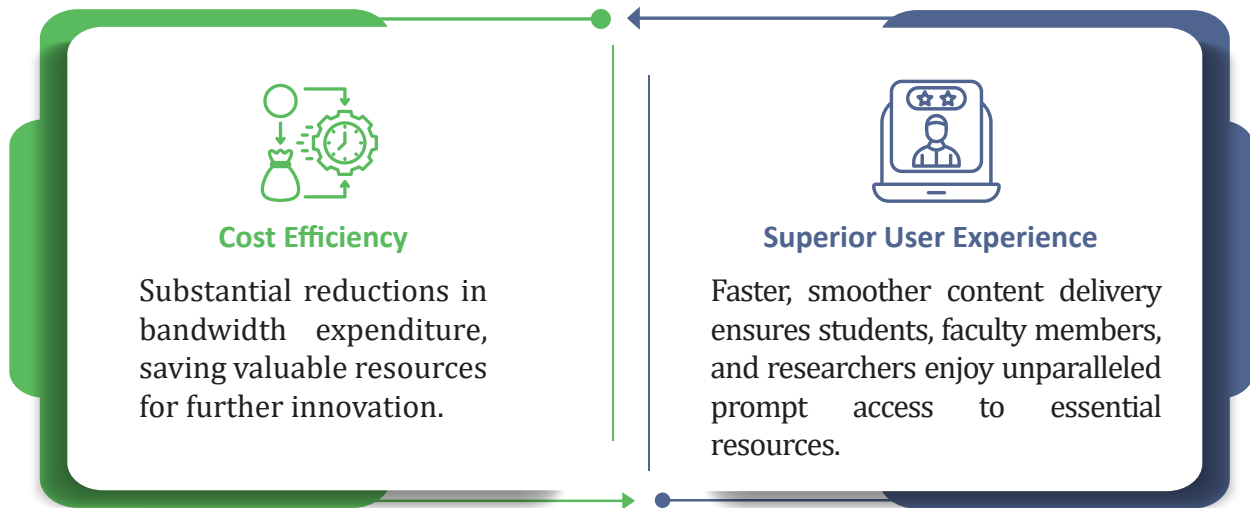 Cost Efficiency
Substantial reductions in
bandwidth expenditure,
saving valuable resources
for further innovation.
Superior User Experience
Faster, smoother content delivery
ensures students, faculty members,
and researchers enjoy unparalleled
prompt access to essential
resources.